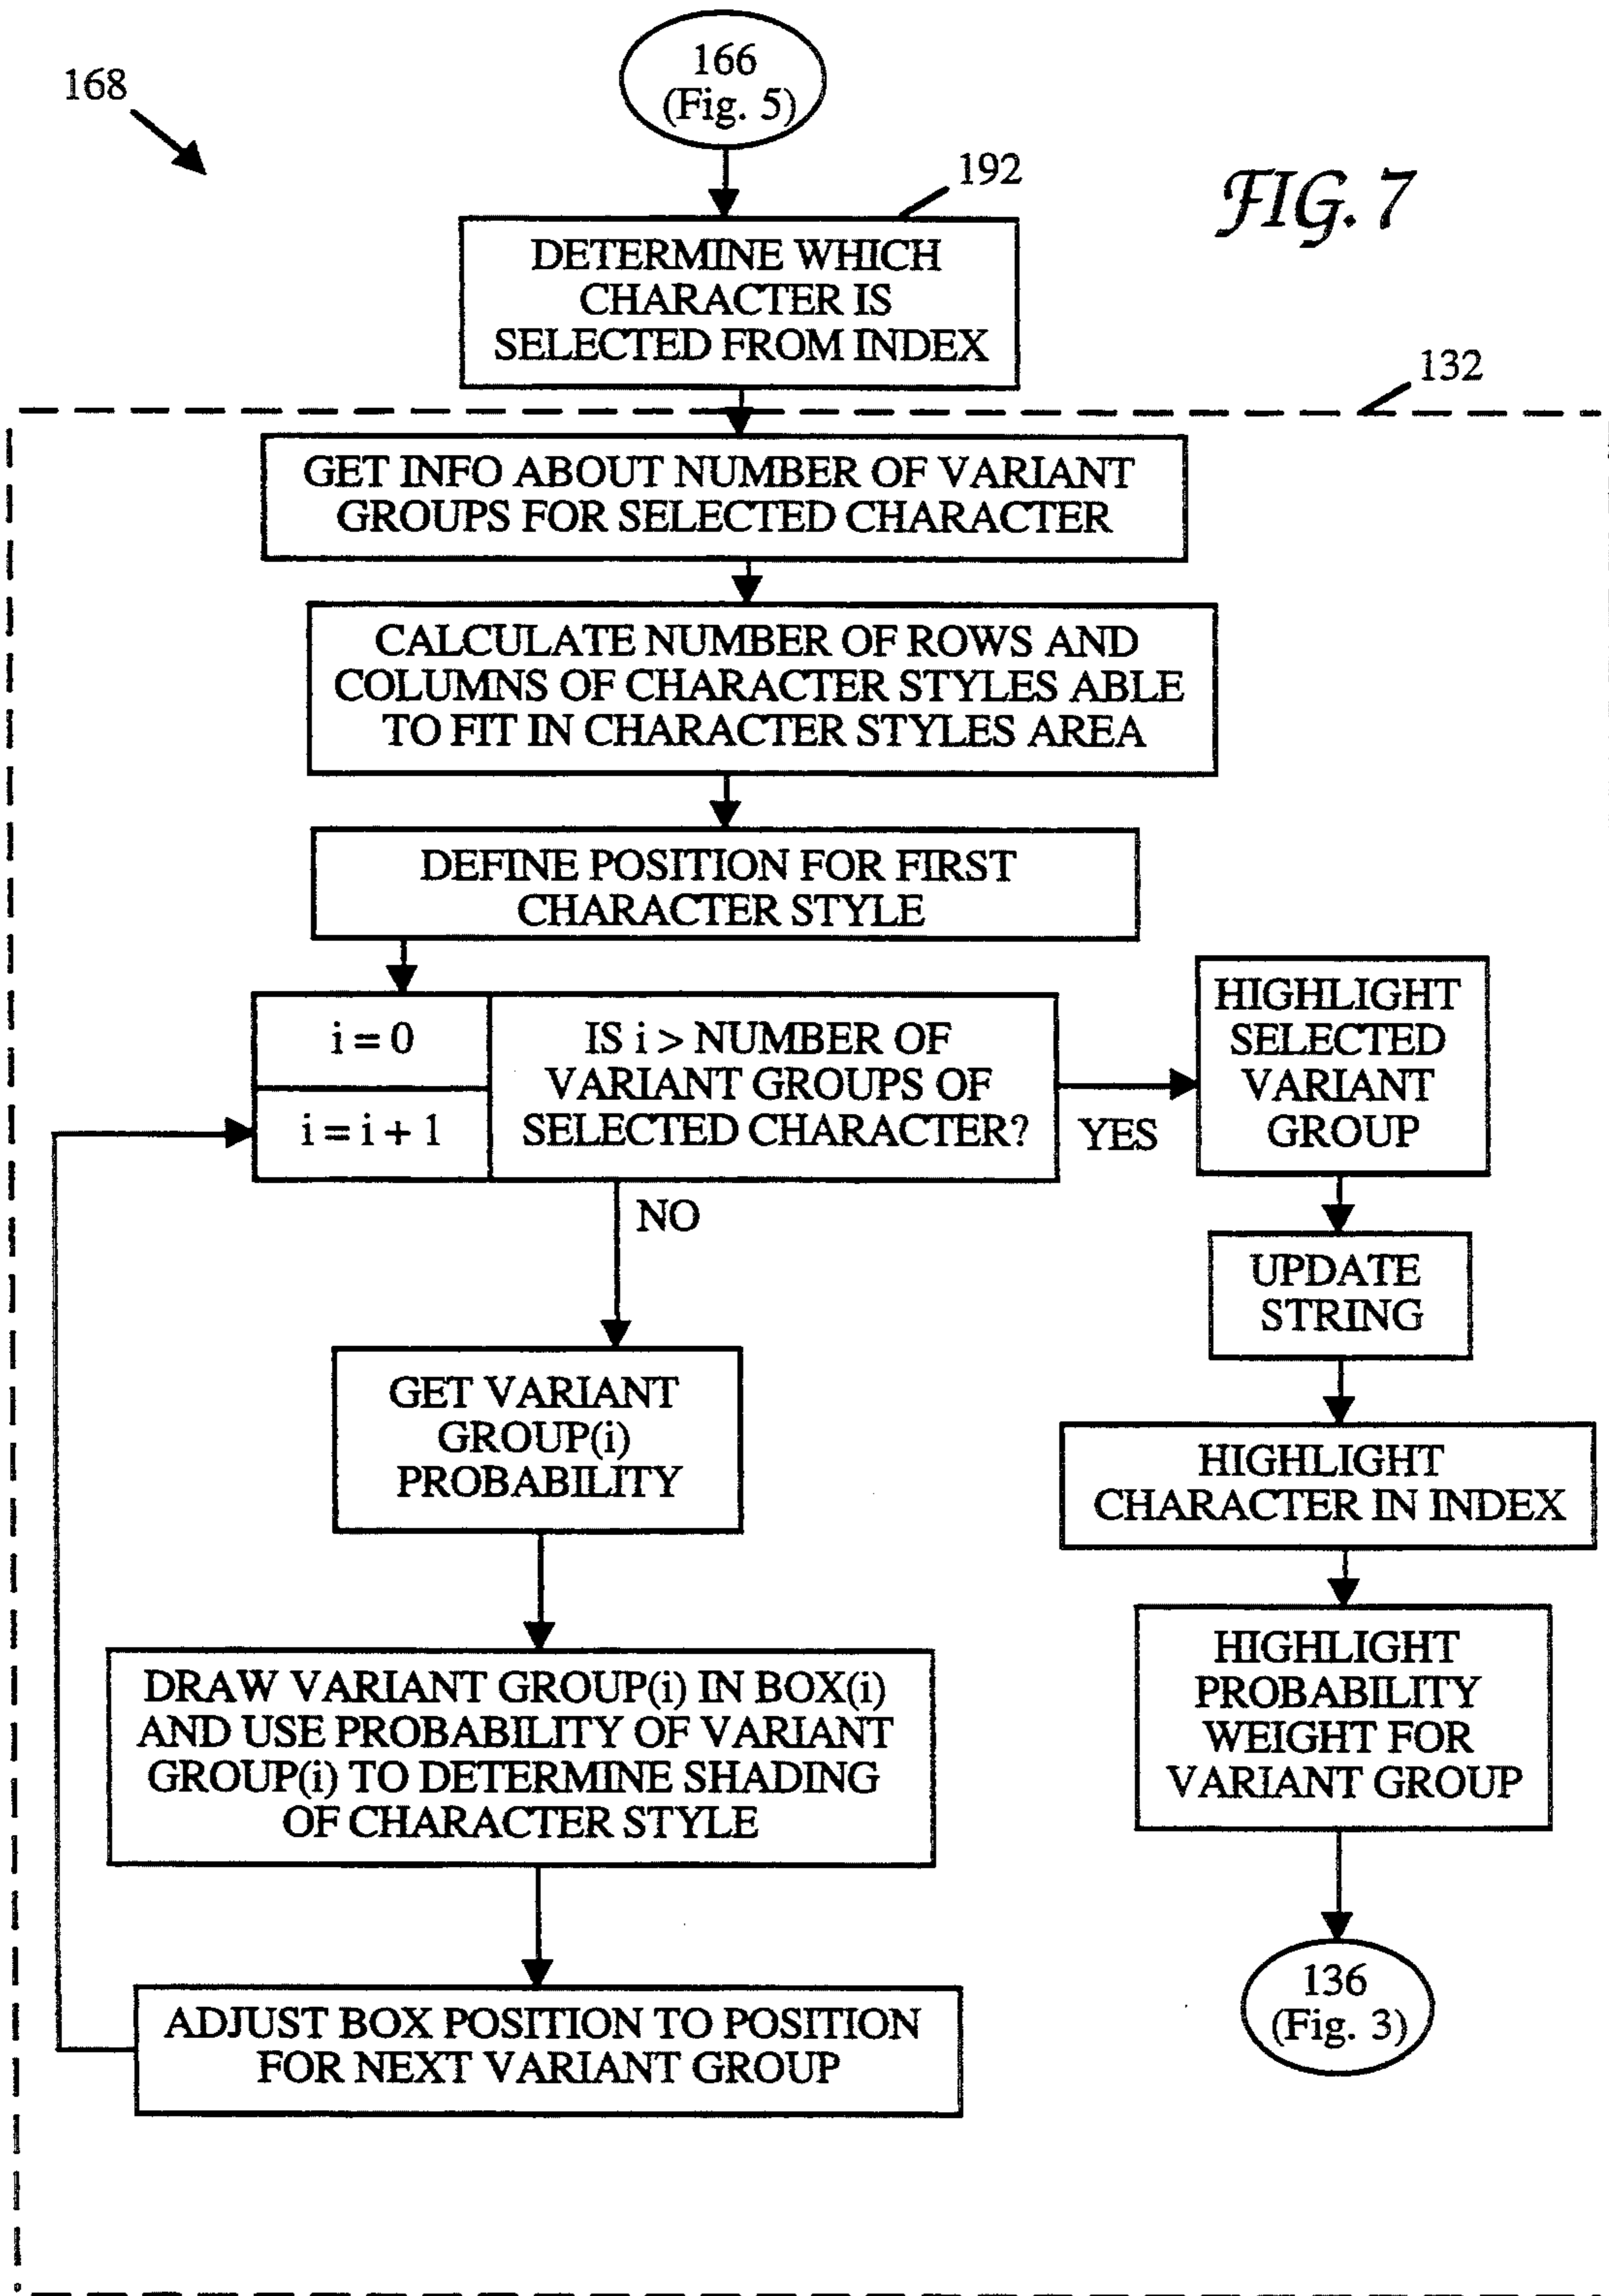 166
(Fig. 5)
168
192
FIG. 7
DETERMINE WHICH
CHARACTER IS
SELECTED FROM INDEX
132
GET INFO ABOUT NUMBER OF VARIANT
GROUPS FOR SELECTED CHARACTER
CALCULATE NUMBER OF ROWS AND
COLUMNS OF CHARACTER STYLES ABLE
TO FIT IN CHARACTER STYLES AREA
DEFINE POSITION FOR FIRST
CHARACTER STYLE
i = 0
i = i + 1
IS i > NUMBER OF
VARIANT GROUPS OF
SELECTED CHARACTER?
YES
NO
HIGHLIGHT
SELECTED
VARIANT
GROUP
UPDATE
STRING
HIGHLIGHT
CHARACTER IN INDEX
HIGHLIGHT
PROBABILITY
WEIGHT FOR
VARIANT GROUP
136
(Fig. 3)
GET VARIANT
GROUP(i)
PROBABILITY
DRAW VARIANT GROUP(i) IN BOX(i)
AND USE PROBABILITY OF VARIANT
GROUP(i) TO DETERMINE SHADING
OF CHARACTER STYLE
ADJUST BOX POSITION TO POSITION
FOR NEXT VARIANT GROUP